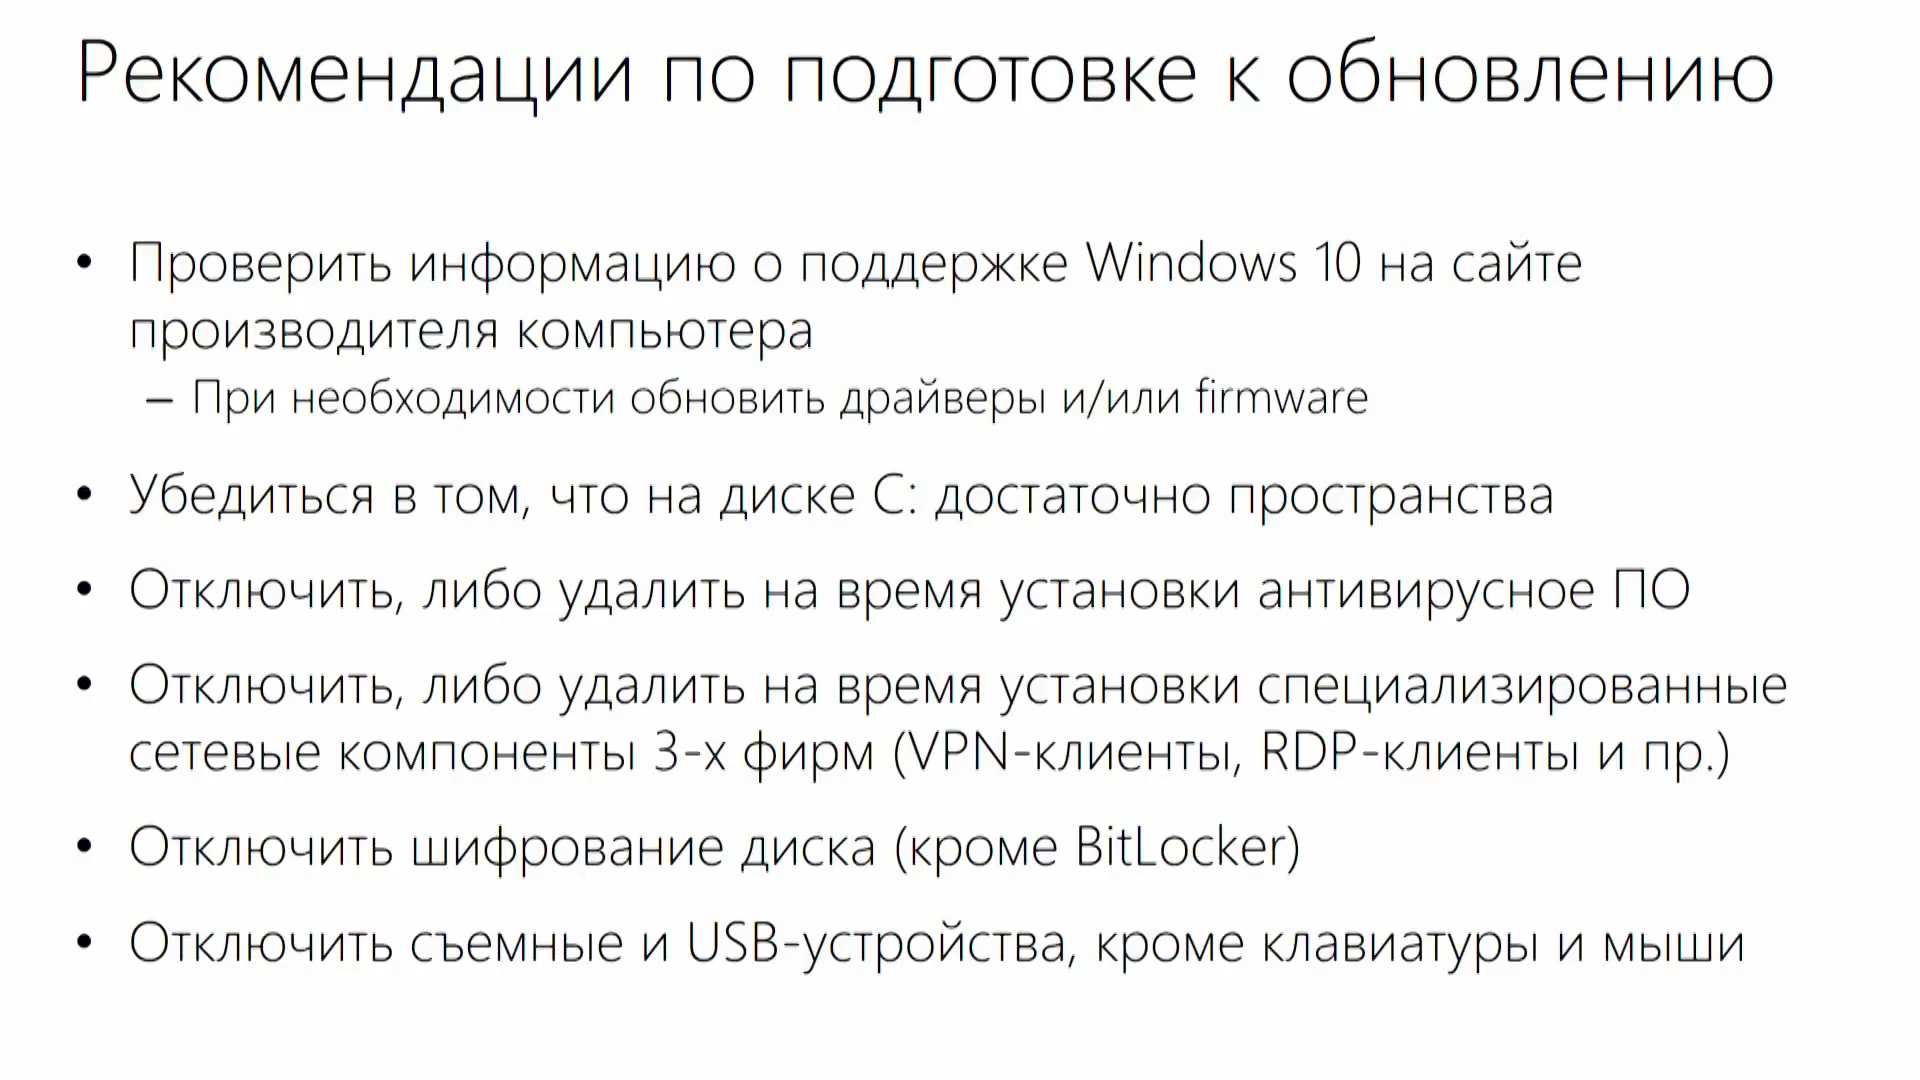 Рекомендации по подготовке к обновлению
• Проверить информацию о поддержке Windows 10 на сайте
производителя компьютера
– При необходимости обновить драйверы и/или firmware
• Убедиться в том, что на диске C: достаточно пространства
• Отключить, либо удалить на время установки антивирусное ПО
• Отключить, либо удалить на время установки специализированные
сетевые компоненты 3-х фирм (VPN-клиенты, RDP-клиенты и пр.)
• Отключить шифрование диска (кроме BitLocker)
• Отключить съемные и USB-устройства, кроме клавиатуры и мыши